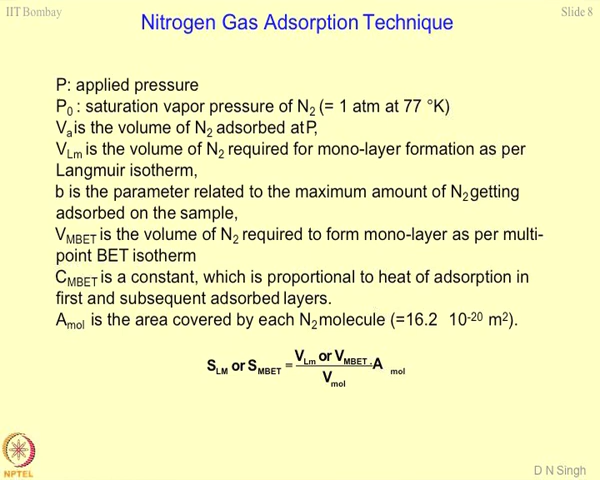 IIT Bombay
Slide 8
Nitrogen Gas Adsorption Technique
P: applied pressure
P0 : saturation vapor pressure of N2 (= 1 atm at 77 °K)
Va is the volume of N2 adsorbed at P,
VLm is the volume of N2 required for mono-layer formation as per
Langmuir isotherm,
b is the parameter related to the maximum amount of N2 getting
adsorbed on the sample,
VMBET is the volume of N2 required to form mono-layer as per multi-
point BET isotherm
CMBET is a constant, which is proportional to heat of adsorption in
first and subsequent adsorbed layers.
Amol is the area covered by each N2 molecule (=16.2 10-20 m2).
SLM or SMBET = VLm or VMBET . A mol
Vmol
NPTEL
D N Singh